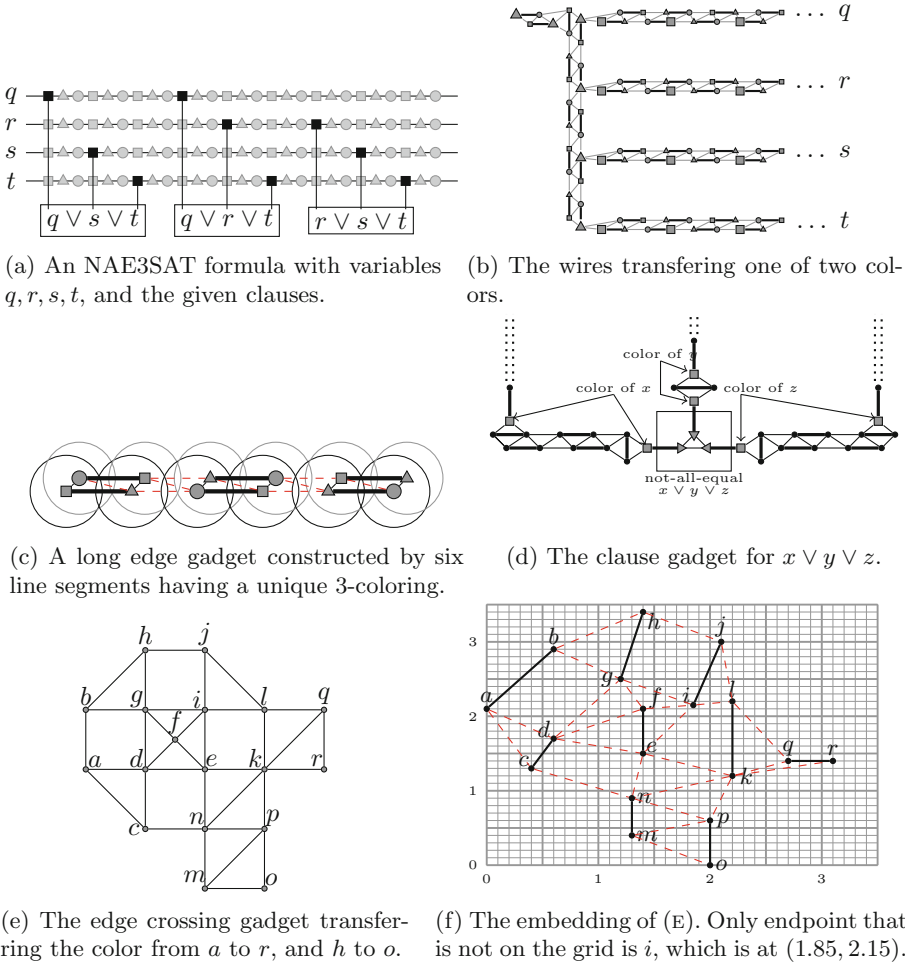 q
r
s
t
q ∨ s ∨ t
q ∨ r ∨ t
r ∨ s ∨ t
(a) An NAE3SAT formula with variables
q, r, s, t, and the given clauses.
... q
... r
... s
... t
(b) The wires transfering one of two col-
ors.
(c) A long edge gadget constructed by six
line segments having a unique 3-coloring.
color of y
color of x
color of z
not-all-equal
x ∨ y ∨ z
(d) The clause gadget for x ∨ y ∨ z.
h
j
b
g
i
l
q
f
a
d
e
k
r
c
n
p
m
o
(e) The edge crossing gadget transfer-
ring the color from a to r, and h to o.
3
2
1
0
0
1
2
3
h
j
b
g
a
f
i
l
d
e
c
q
r
k
n
p
m
o
(f) The embedding of (E). Only endpoint that
is not on the grid is i, which is at (1.85, 2.15).